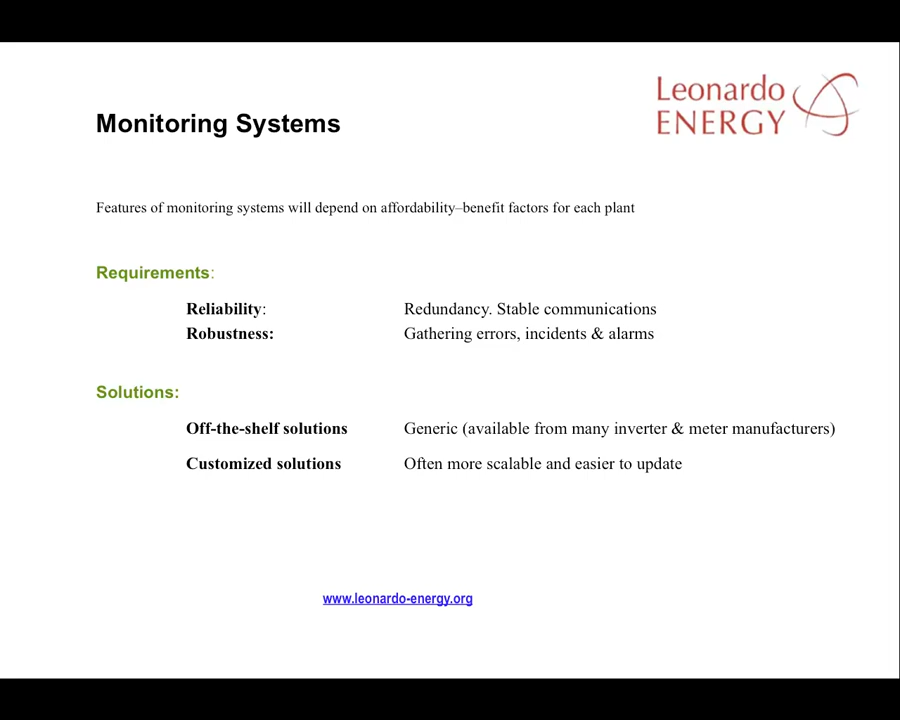 Leonardo
ENERGY
Monitoring Systems
Features of monitoring systems will depend on affordability–benefit factors for each plant
Requirements:
Reliability: Redundancy. Stable communications
Robustness: Gathering errors, incidents & alarms
Solutions:
Off-the-shelf solutions Generic (available from many inverter & meter manufacturers)
Customized solutions Often more scalable and easier to update
www.leonardo-energy.org